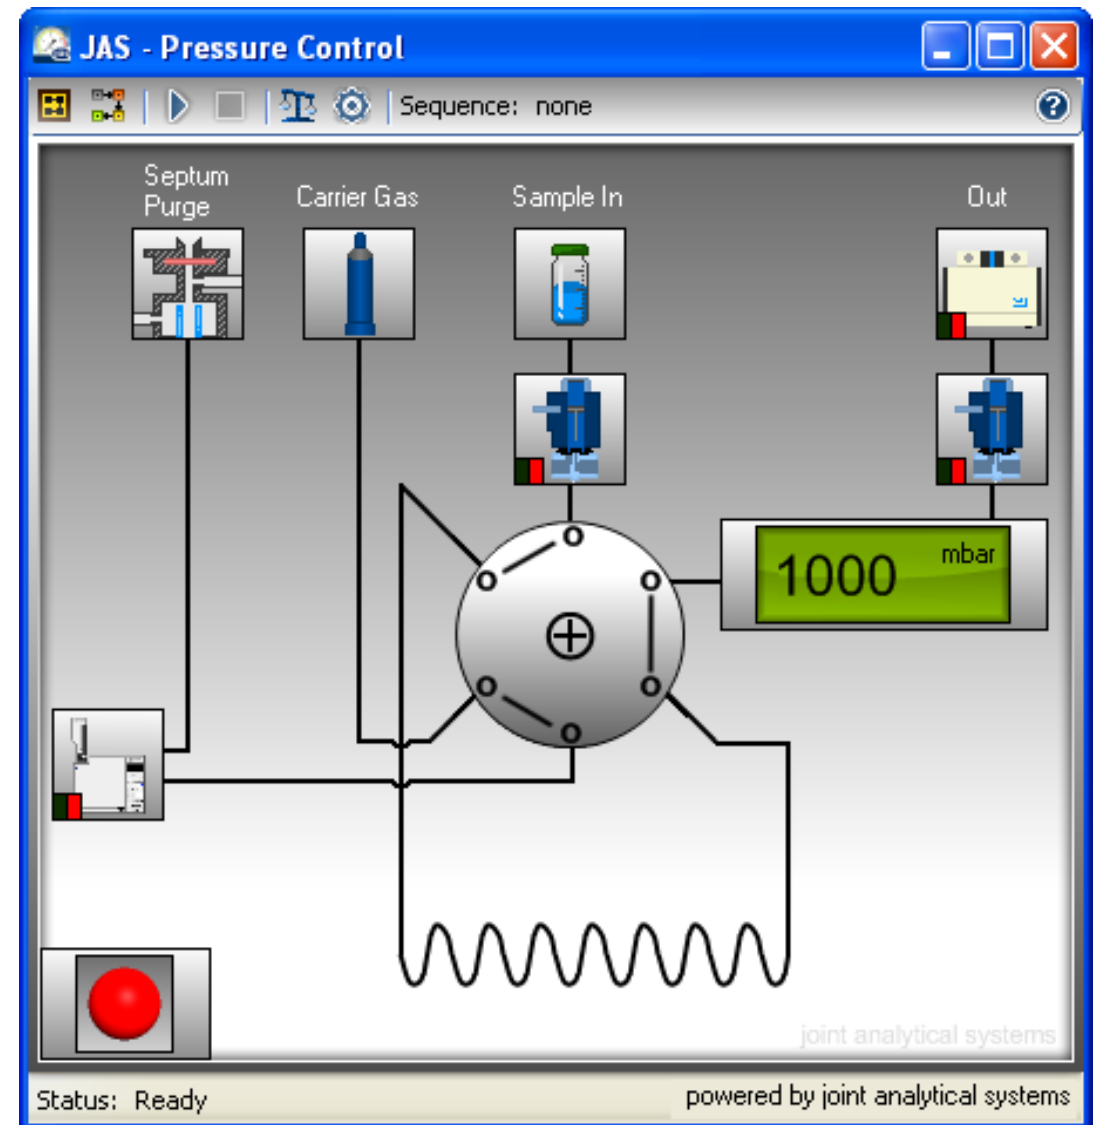 JAS - Pressure Control
Sequence: none
Septum
Purge
Carrier Gas
Sample In
Out
1000 mbar
joint analytical systems
Status: Ready
powered by joint analytical systems